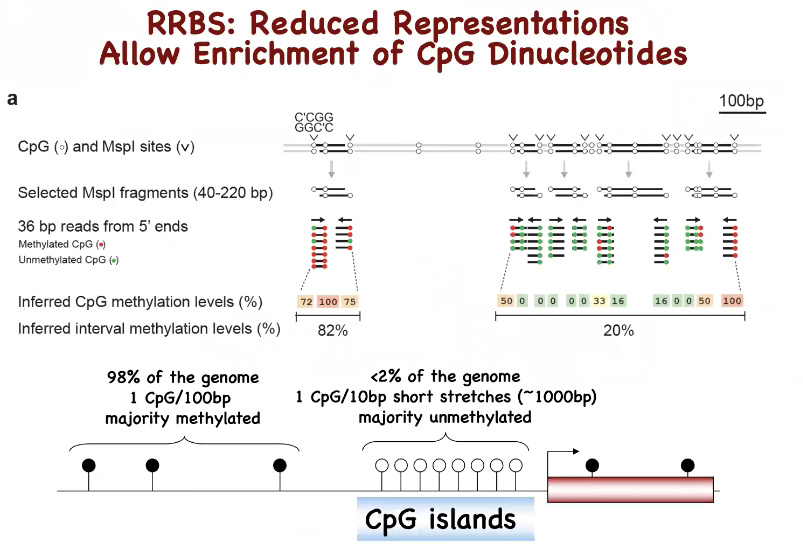 RRBS: Reduced Representations
Allow Enrichment of CpG Dinucleotides
a
100bp
C'CGG
GGC'C
CpG (○) and MspI sites (∨)
Selected MspI fragments (40-220 bp)
36 bp reads from 5' ends
Methylated CpG (●)
Unmethylated CpG (●)
Inferred CpG methylation levels (%)
72 100 75
50 0 0 0 0 0 33 16 16 0 0 50 100
Inferred interval methylation levels (%)
82%
20%
98% of the genome
1 CpG/100bp
majority methylated
<2% of the genome
1 CpG/10bp short stretches (~1000bp)
majority unmethylated
CpG islands